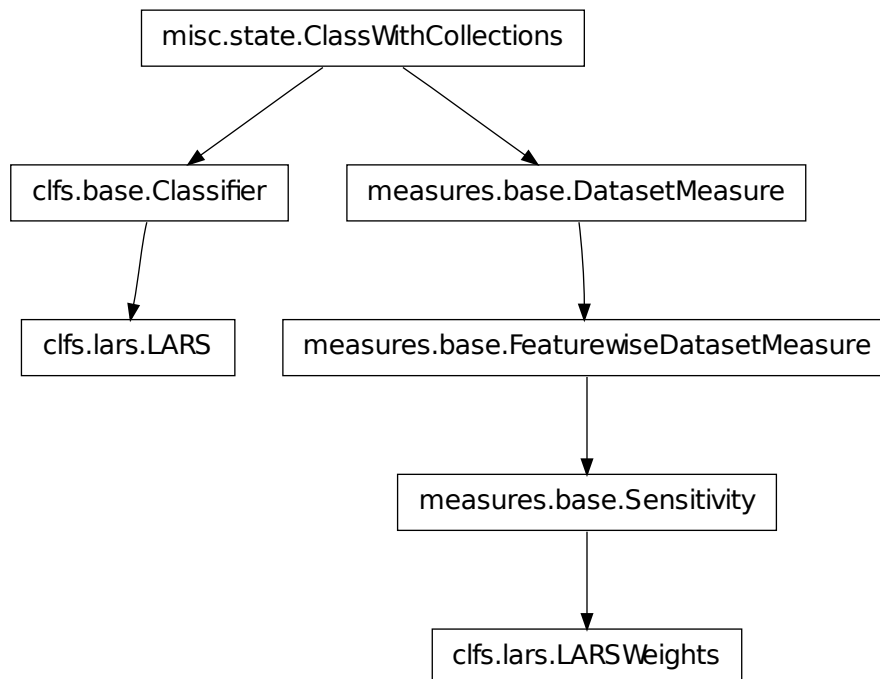 misc.state.ClassWithCollections
clfs.base.Classifier
measures.base.DatasetMeasure
clfs.lars.LARS
measures.base.FeaturewiseDatasetMeasure
measures.base.Sensitivity
clfs.lars.LARSWeights